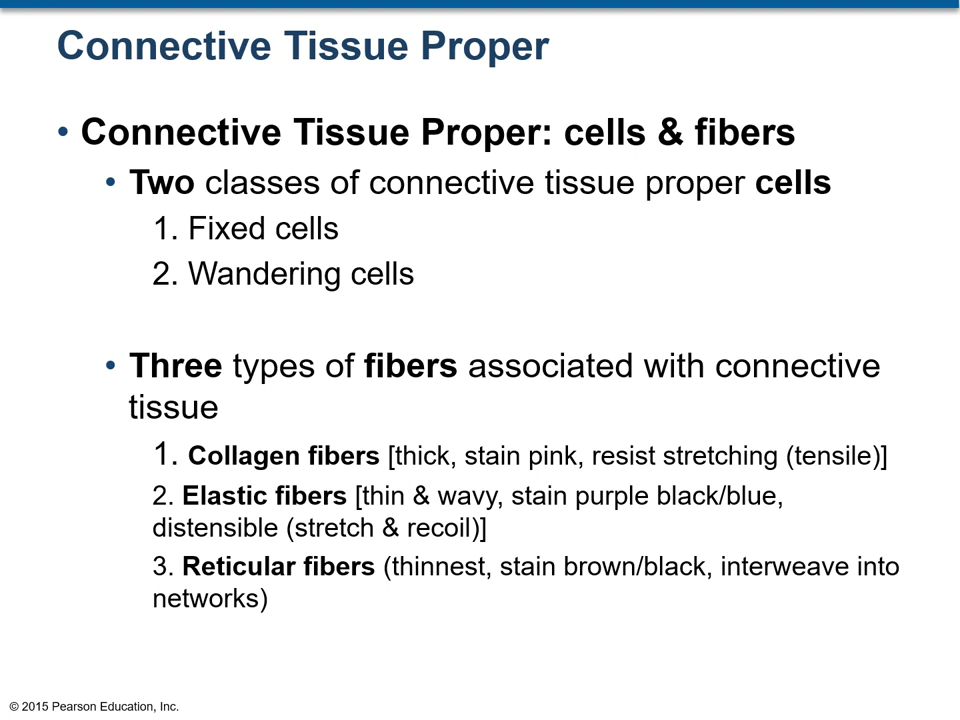 Connective Tissue Proper
• Connective Tissue Proper: cells & fibers
• Two classes of connective tissue proper cells
1. Fixed cells
2. Wandering cells
• Three types of fibers associated with connective
tissue
1. Collagen fibers [thick, stain pink, resist stretching (tensile)]
2. Elastic fibers [thin & wavy, stain purple black/blue,
distensible (stretch & recoil)]
3. Reticular fibers (thinnest, stain brown/black, interweave into
networks)
© 2015 Pearson Education, Inc.